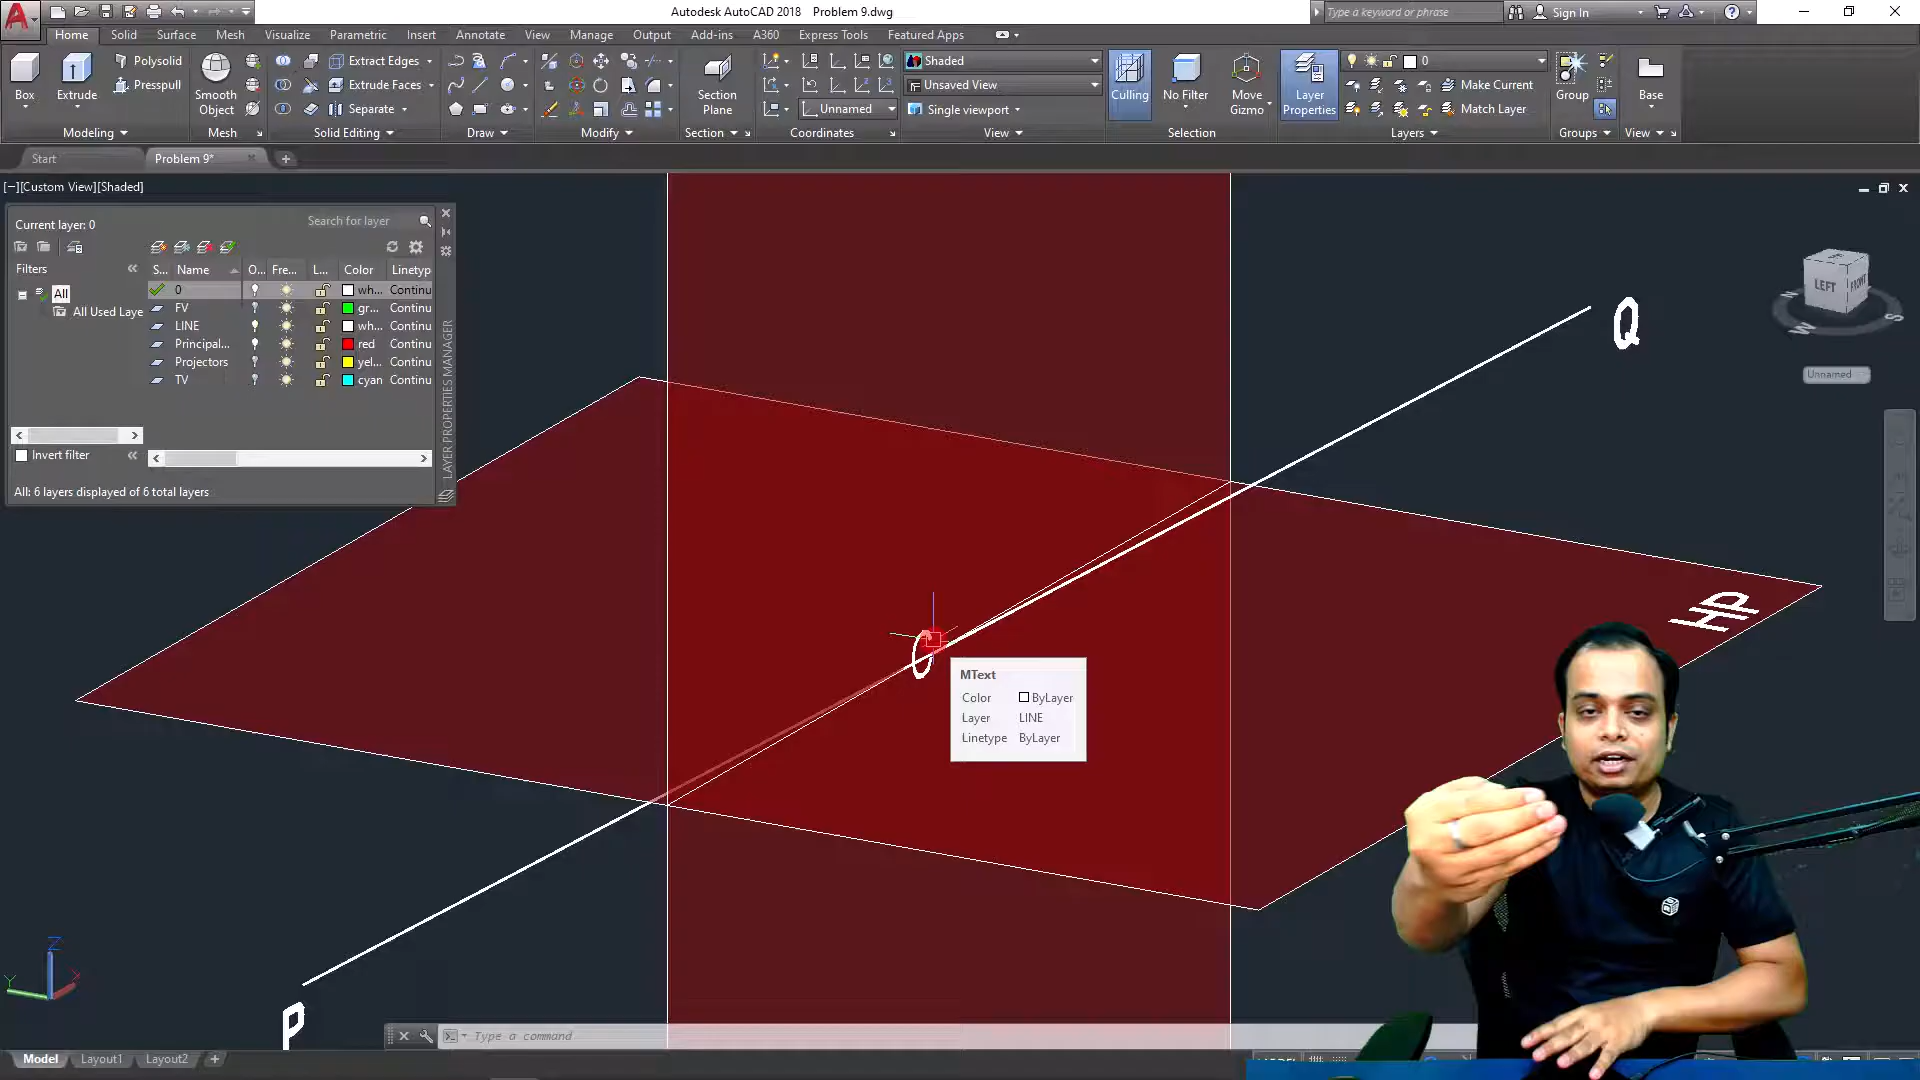 Autodesk AutoCAD 2018 Problem 9.dwg
Type a keyword or phrase
Sign In
Home Solid Surface Mesh Visualize Parametric Insert Annotate View Manage Output Add-ins A360 Express Tools Featured Apps
Box
Extrude
Polysolid
Presspull
Smooth
Object
Extract Edges
Extrude Faces
Separate
Section
Plane
Unnamed
Shaded
Unsaved View
Single viewport
Culling
No Filter
Move
Gizmo
Layer
Properties
0
Make Current
Match Layer
Group
Base
Modeling Mesh Solid Editing Draw Modify Section Coordinates View Selection Layers Groups View
Start Problem 9*
[−][Custom View][Shaded]
Current layer: 0
Search for layer
Filters
All
All Used Laye
S... Name O.. Fre... L... Color Linetyp
0 wh... Continu
FV gr... Continu
LINE wh... Continu
Principal... red Continu
Projectors yel... Continu
TV cyan Continu
Invert filter
All: 6 layers displayed of 6 total layers
LAYER PROPERTIES MANAGER
LEFT
FRONT
W
S
Unnamed
Q
HP
O
MText
Color ByLayer
Layer LINE
Linetype ByLayer
P
Z
Y
X
Type a command
Model Layout1 Layout2